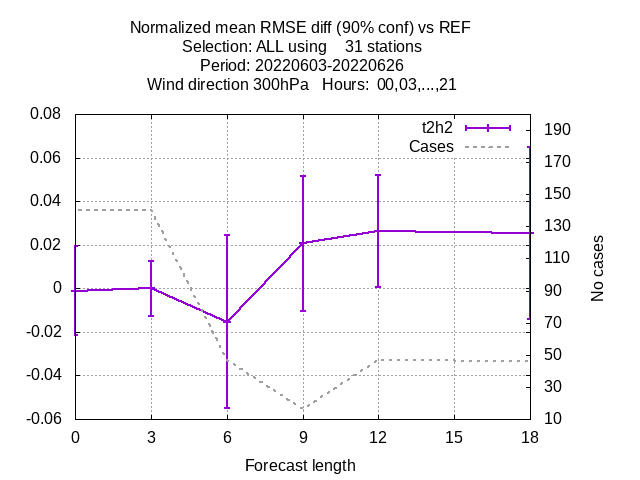 Normalized mean RMSE diff (90% conf) vs REF
Selection: ALL using    31 stations
Period: 20220603-20220626
Wind direction 300hPa   Hours:  00,03,...,21
t2h2
Cases
0.08
0.06
0.04
0.02
0
-0.02
-0.04
-0.06
190
170
150
130
110
90
70
50
30
10
No cases
0 3 6 9 12 15 18
Forecast length